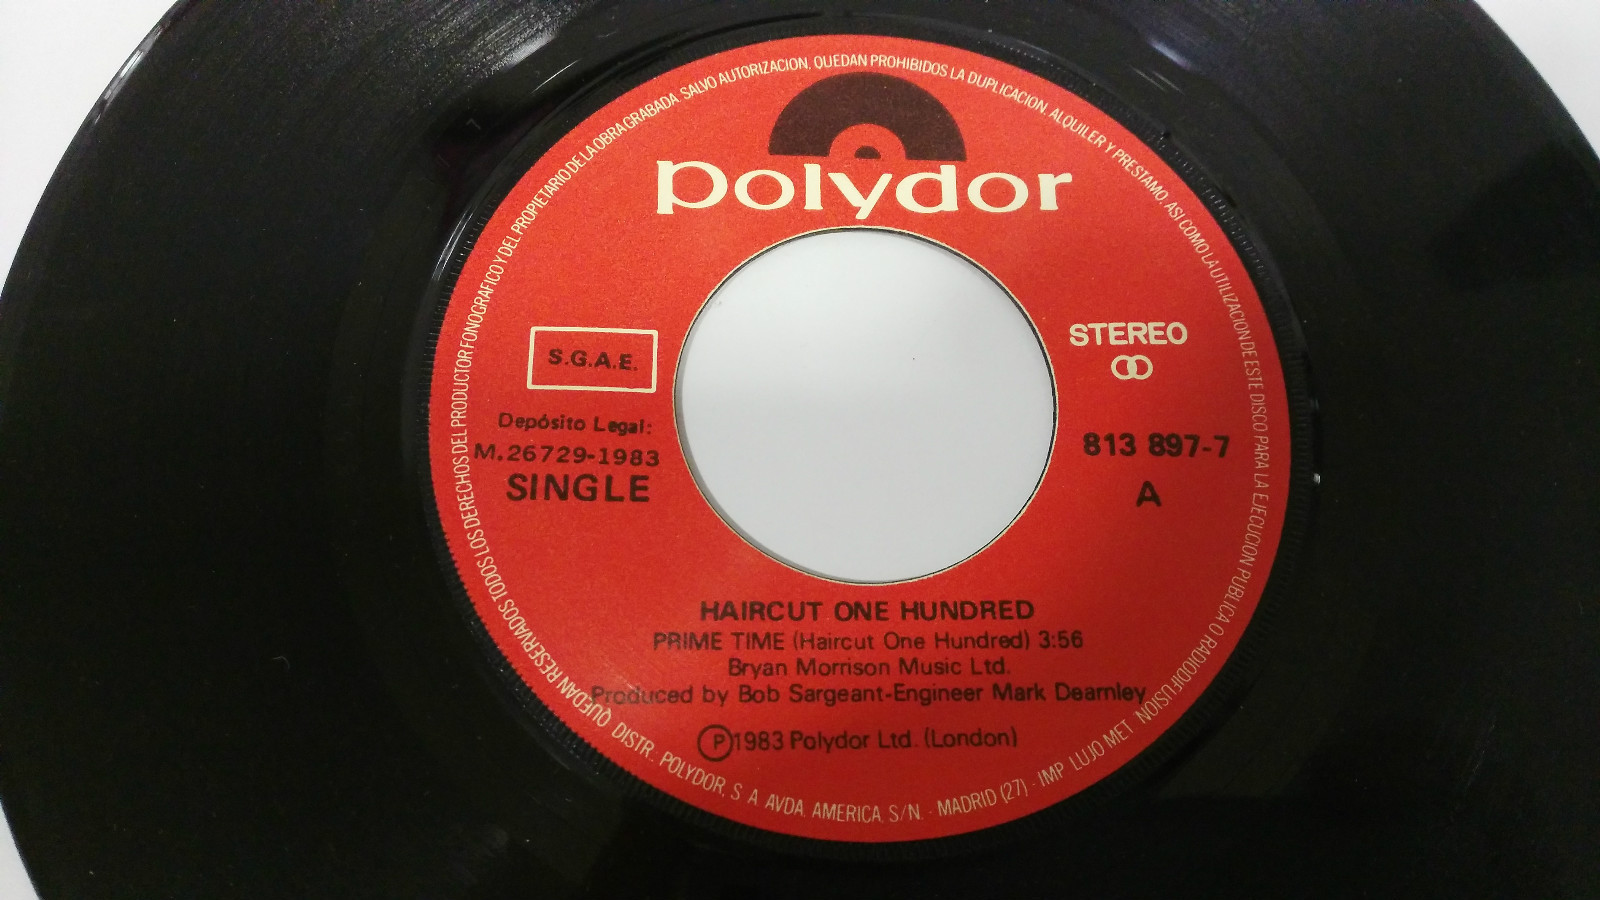 polydor
S.G.A.E.
STEREO
Depósito Legal:
M.26729-1983
SINGLE
813 897-7
A
HAIRCUT ONE HUNDRED
PRIME TIME (Haircut One Hundred) 3:56
Bryan Morrison Music Ltd.
Produced by Bob Sargeant-Engineer Mark Dearnley
Ⓟ1983 Polydor Ltd. (London)
QUEDAN RESERVADOS TODOS LOS DERECHOS DEL PRODUCTOR FONOGRAFICO Y DEL PROPIETARIO DE LA OBRA GRABADA. SALVO AUTORIZACION, QUEDAN PROHIBIDOS LA DUPLICACION, ALQUILER Y PRESTAMO, ASI COMO LA UTILIZACION DE ESTE DISCO PARA LA EJECUCION PUBLICA O RADIODIFUSION
DISTR. POLYDOR, S A AVDA. AMERICA, S/N. - MADRID (27) - IMP LUJO MET